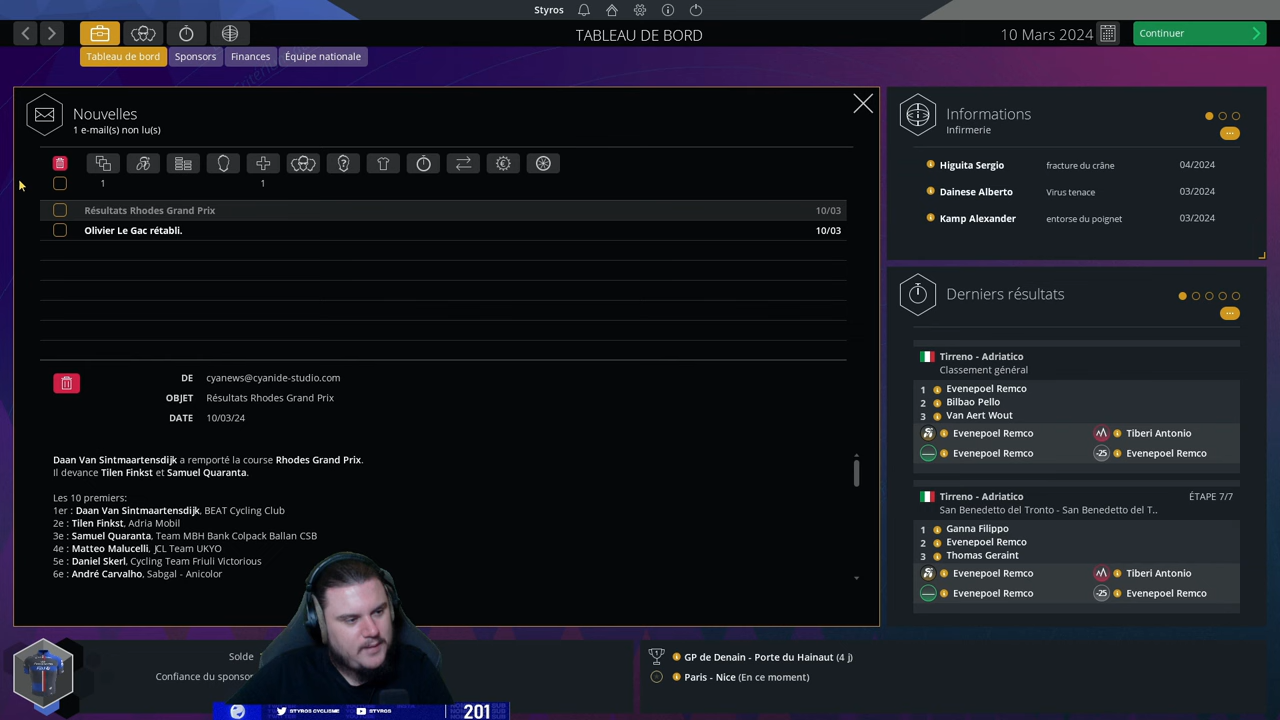 Styros
TABLEAU DE BORD
10 Mars 2024
Continuer
Tableau de bord
Sponsors
Finances
Équipe nationale
Nouvelles
1 e-mail(s) non lu(s)
1
1
Résultats Rhodes Grand Prix 10/03
Olivier Le Gac rétabli. 10/03
DE cyanews@cyanide-studio.com
OBJET Résultats Rhodes Grand Prix
DATE 10/03/24
Daan Van Sintmaartensdijk a remporté la course Rhodes Grand Prix.
Il devance Tilen Finkst et Samuel Quaranta.
Les 10 premiers:
1er : Daan Van Sintmaartensdijk, BEAT Cycling Club
2e : Tilen Finkst, Adria Mobil
3e : Samuel Quaranta, Team MBH Bank Colpack Ballan CSB
4e : Matteo Malucelli, JCL Team UKYO
5e : Daniel Skerl, Cycling Team Friuli Victorious
6e : André Carvalho, Sabgal - Anicolor
Informations
Infirmerie
Higuita Sergio fracture du crâne 04/2024
Dainese Alberto Virus tenace 03/2024
Kamp Alexander entorse du poignet 03/2024
Derniers résultats
Tirreno - Adriatico
Classement général
1 Evenepoel Remco
2 Bilbao Pello
3 Van Aert Wout
Evenepoel Remco Tiberi Antonio
Evenepoel Remco -25 Evenepoel Remco
Tirreno - Adriatico ÉTAPE 7/7
San Benedetto del Tronto - San Benedetto del T..
1 Ganna Filippo
2 Evenepoel Remco
3 Thomas Geraint
Evenepoel Remco Tiberi Antonio
Evenepoel Remco -25 Evenepoel Remco
Solde
Confiance du sponso
GP de Denain - Porte du Hainaut (4 j)
Paris - Nice (En ce moment)
STYROS CYCLISME
STYROS
201